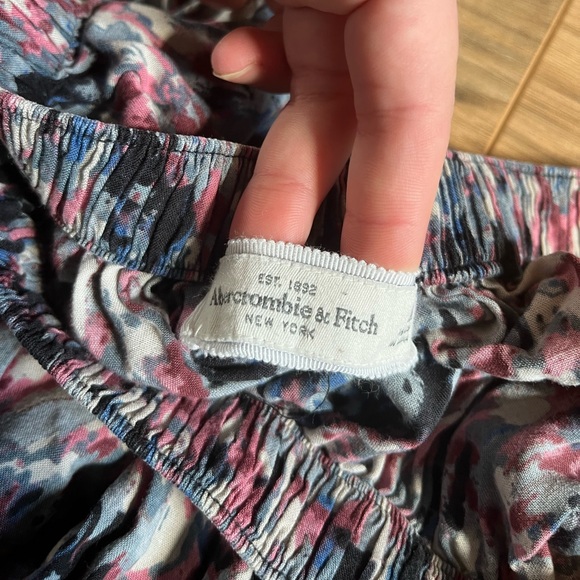 EST. 1892
Abercrombie & Fitch
NEW YORK